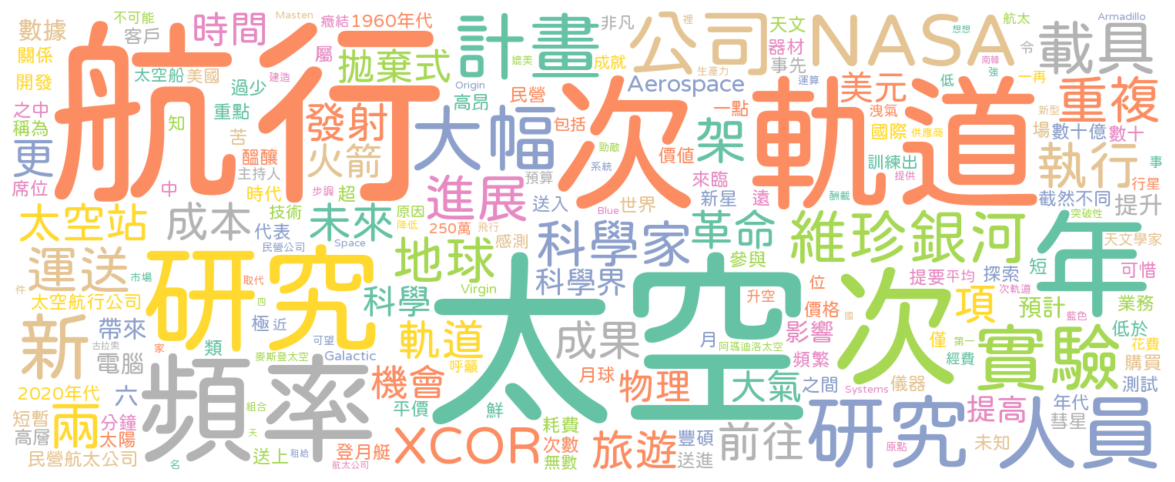 航行
次
軌道
太空
頻率
研究
次
年
計畫
公司
NASA
載具
重複
大幅
實驗
研究人員
維珍銀河
新
兩
XCOR
旅遊
前往
機會
物理
大氣
成果
軌道
科學
地球
科學家
科學界
革命
進展
未來
成本
太空站
運送
火箭
發射
拋棄式
時間
數據
關係
開發
之中
稱為
更
席位
不可能
客戶
Masten
癥結
1960年代
屬
太空船
美國
過少
重點
建造
知
苦
醞釀
主持人
中
時代
步調
超
代表
技術
高昂
Origin
媲美
成就
非凡
民營
包括
勁敵
預算
系統
Aerospace
生產力
一點
價值
架
來臨
新星
遠
世界
送入
原因
250萬
飛行
降低
感測
Blue
Virgin
天文
器材
事先
運算
美元
洩氣
國際
供應商
訓練出
酬載
提供
航太
想想
令
南韓
強
低
一再
新型
場
數十億
數十
Armadillo
執行
事
行星
截然不同
提升
突破性
天文學家
短
可惜
參與
提要
平均
探索
次軌道
位
升空
價格
影響
頻繁
月
阿瑪迪洛太空
月球
項
預計
業務
藍色
低於
僅
經費
第一
國
花費
購買
測試
之間
儀器
Systems
提高
年代
彗星
未知
原點
民營公司
Space
市場
取代
件
四
太空航行公司
帶來
極
近
可望
古拉索
家
類
麥斯登太空
Galactic
呼籲
電腦
2020年代
六
組合
平價
鮮
短暫
分鐘
天
租給
登月艇
耗費
次數
無數
豐碩
送進
高層
太陽
民營航太公司
送上
名
航太公司
裡